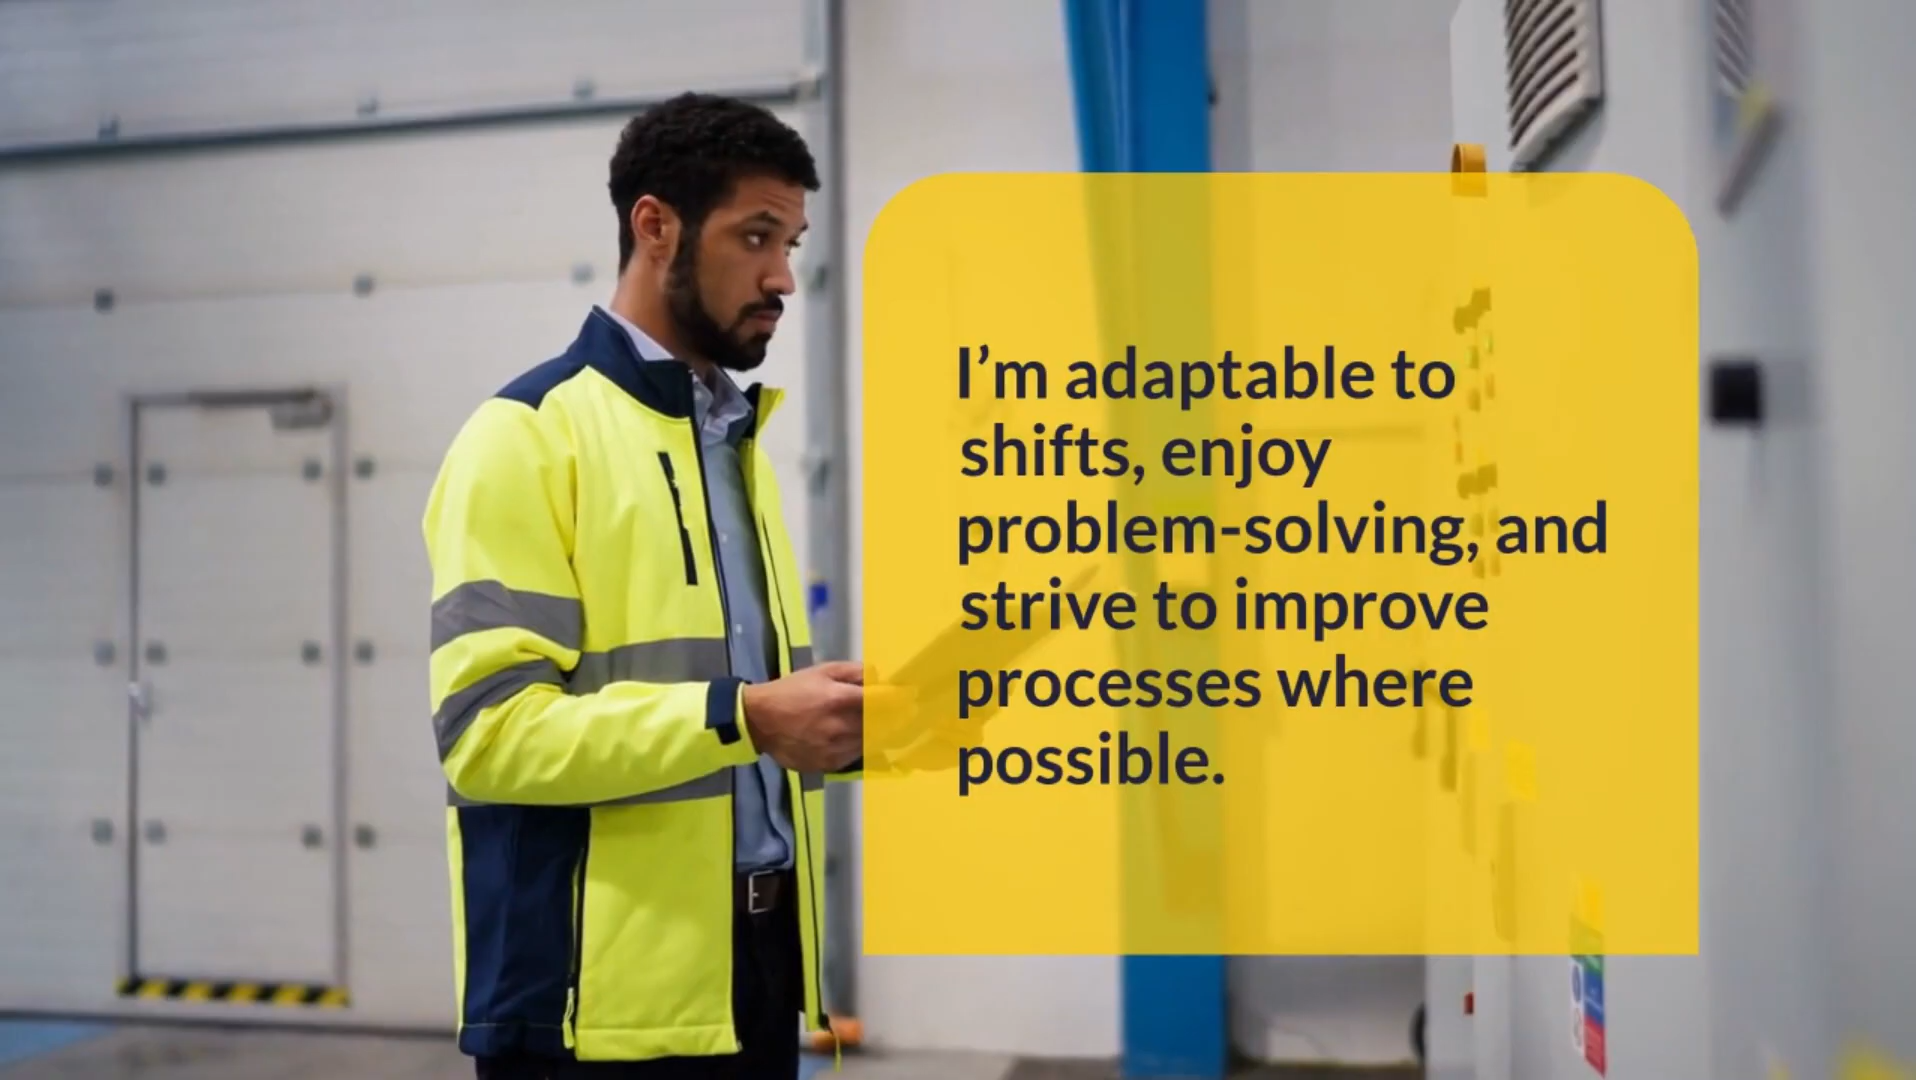 I’m adaptable to
shifts, enjoy
problem-solving, and
strive to improve
processes where
possible.